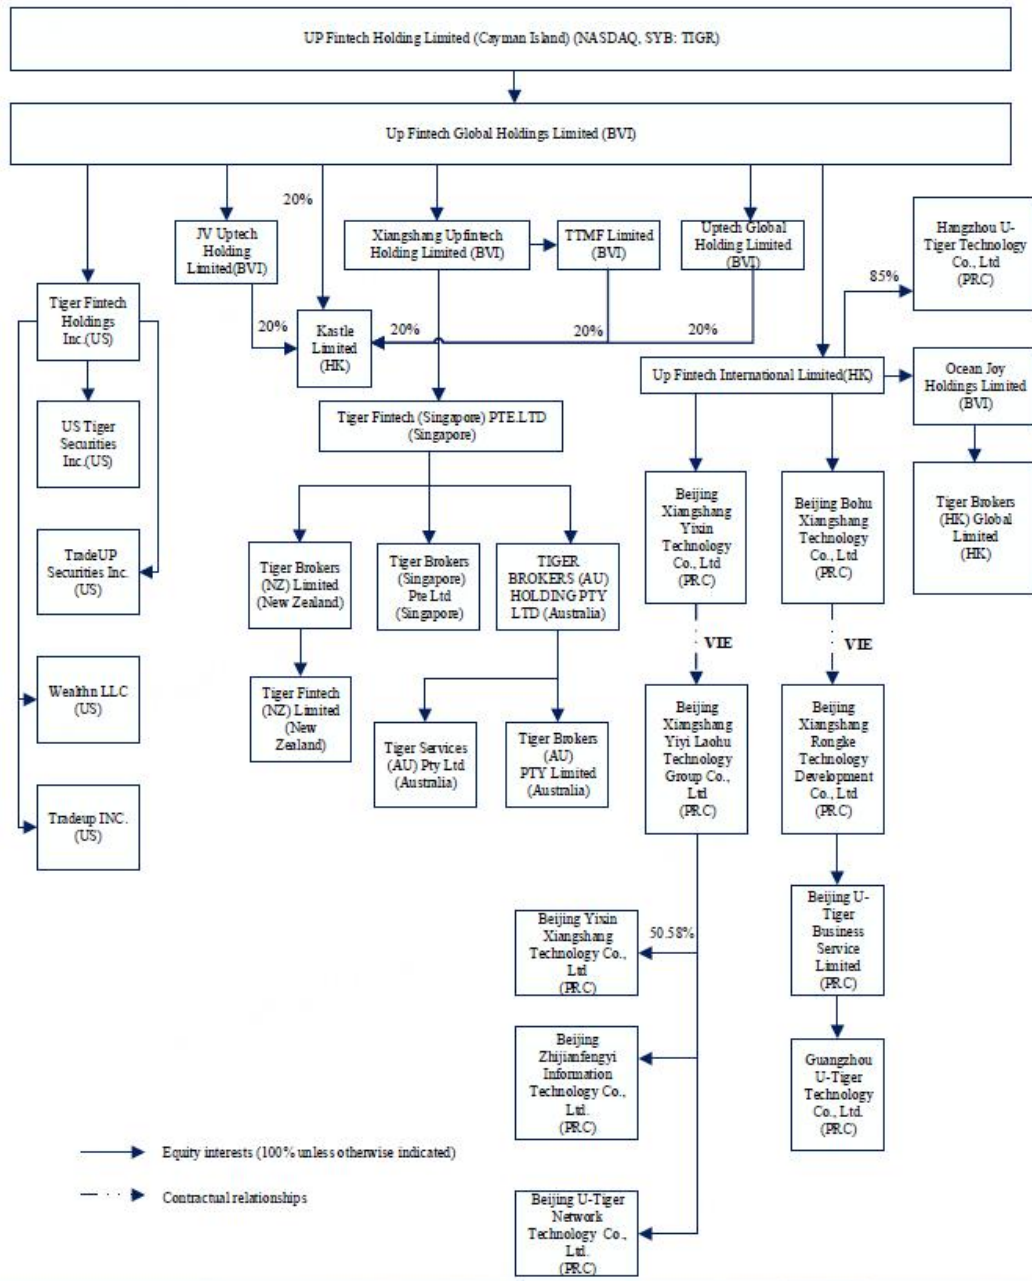 UP Fintech Holding Limited (Cayman Island) (NASDAQ, SYB: TIGR)
Up Fintech Global Holdings Limited (BVI)
20%
JV Uptech
Holding
Limited(BVI)
Xiangshang Upfintech
Holding Limited (BVI)
TTMF Limited
(BVI)
Uptech Global
Holding Limited
(BVI)
Hangzhou U-
Tiger Technology
Co., Ltd
(PRC)
85%
Tiger Fintech
Holdings
Inc.(US)
20%
Kastle
Limited
(HK)
20%
20%
20%
Up Fintech International Limited(HK)
Ocean Joy
Holdings Limited
(BVI)
US Tiger
Securities
Inc.(US)
Tiger Fintech (Singapore) PTE.LTD
(Singapore)
Beijing
Xiangshang
Yixin
Technology
Co., Ltd
(PRC)
Beijing Bohu
Xiangshang
Technology
Co., Ltd
(PRC)
Tiger Brokers
(HK) Global
Limited
(HK)
TradeUP
Securities Inc.
(US)
Tiger Brokers
(NZ) Limited
(New Zealand)
Tiger Brokers
(Singapore)
Pte Ltd
(Singapore)
TIGER
BROKERS (AU)
HOLDING PTY
LTD (Australia)
VIE
VIE
Wealthn LLC
(US)
Tiger Fintech
(NZ) Limited
(New
Zealand)
Tiger Services
(AU) Pty Ltd
(Australia)
Tiger Brokers
(AU)
PTY Limited
(Australia)
Beijing
Xiangshang
Yiyi Laohu
Technology
Group Co.,
Ltd
(PRC)
Beijing
Xiangshang
Rongke
Technology
Development
Co., Ltd
(PRC)
Tradeup INC.
(US)
Beijing Yixin
Xiangshang
Technology Co.,
Ltd
(PRC)
50.58%
Beijing U-
Tiger
Business
Service
Limited
(PRC)
Beijing
Zhijianfengyi
Information
Technology Co.,
Ltd.
(PRC)
Guangzhou
U-Tiger
Technology
Co., Ltd.
(PRC)
Equity interests (100% unless otherwise indicated)
Contractual relationships
Beijing U-Tiger
Network
Technology Co.,
Ltd.
(PRC)